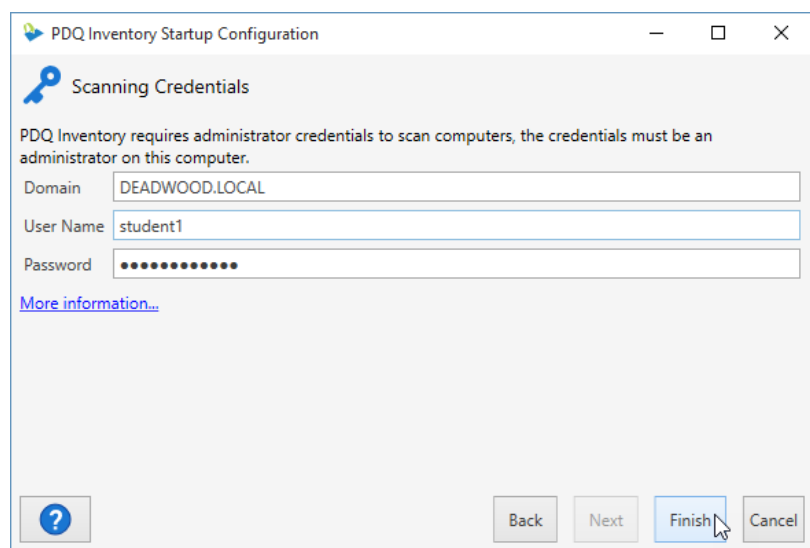 PDQ Inventory Startup Configuration
Scanning Credentials
PDQ Inventory requires administrator credentials to scan computers, the credentials must be an
administrator on this computer.
Domain DEADWOOD.LOCAL
User Name student1
Password ●●●●●●●●●●●●
More information...
? Back Next Finish Cancel